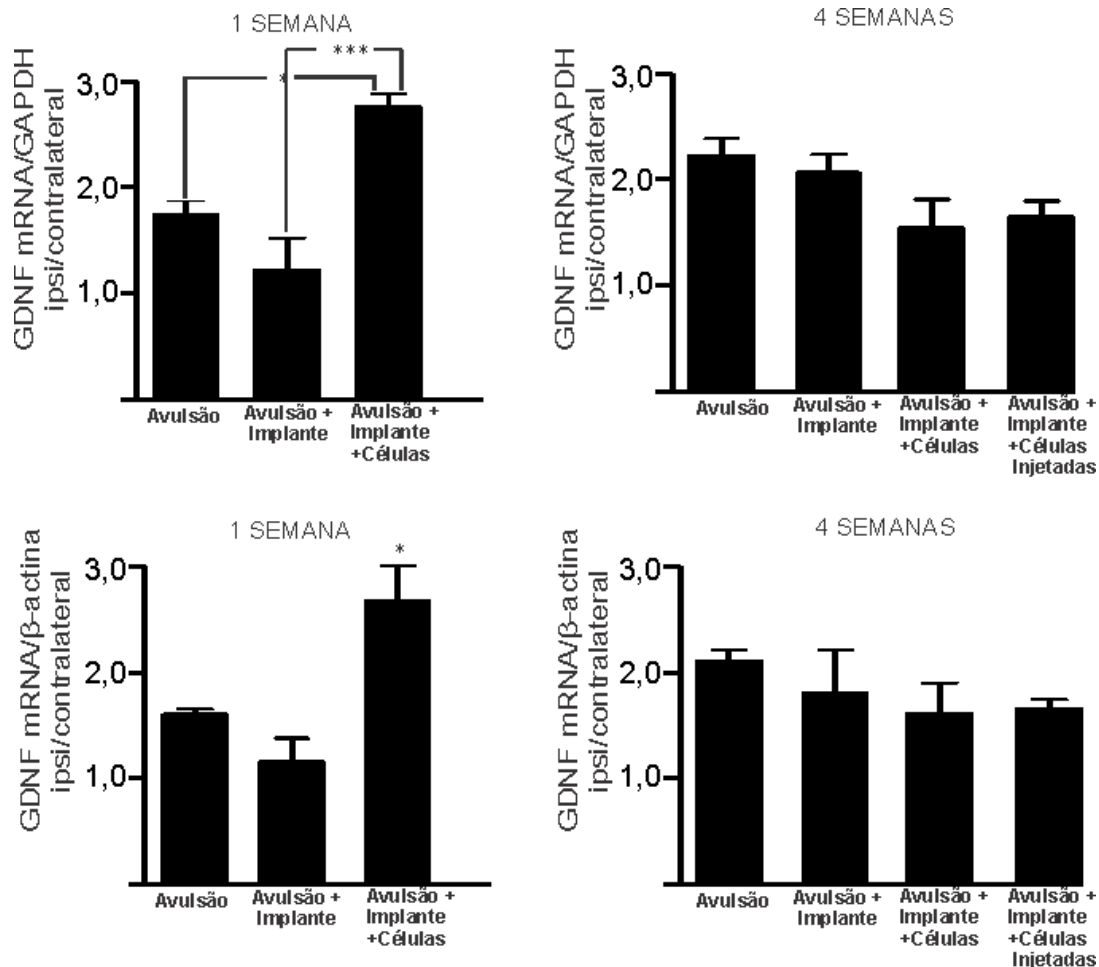 1 SEMANA
***
*
3,0
2,0
1,0
GDNF mRNA/GAPDH
ipsi/contralateral
Avulsão
Avulsão +
Implante
Avulsão +
Implante
+Células
4 SEMANAS
3,0
2,0
1,0
GDNF mRNA/GAPDH
ipsi/contralateral
Avulsão
Avulsão +
Implante
Avulsão +
Implante
+Células
Avulsão +
Implante
+Células
Injetadas
1 SEMANA
*
3,0
2,0
1,0
GDNF mRNA/β-actina
ipsi/contralateral
Avulsão
Avulsão +
Implante
Avulsão +
Implante
+Células
4 SEMANAS
3,0
2,0
1,0
GDNF mRNA/β-actina
ipsi/contralateral
Avulsão
Avulsão +
Implante
Avulsão +
Implante
+Células
Avulsão +
Implante
+Células
Injetadas